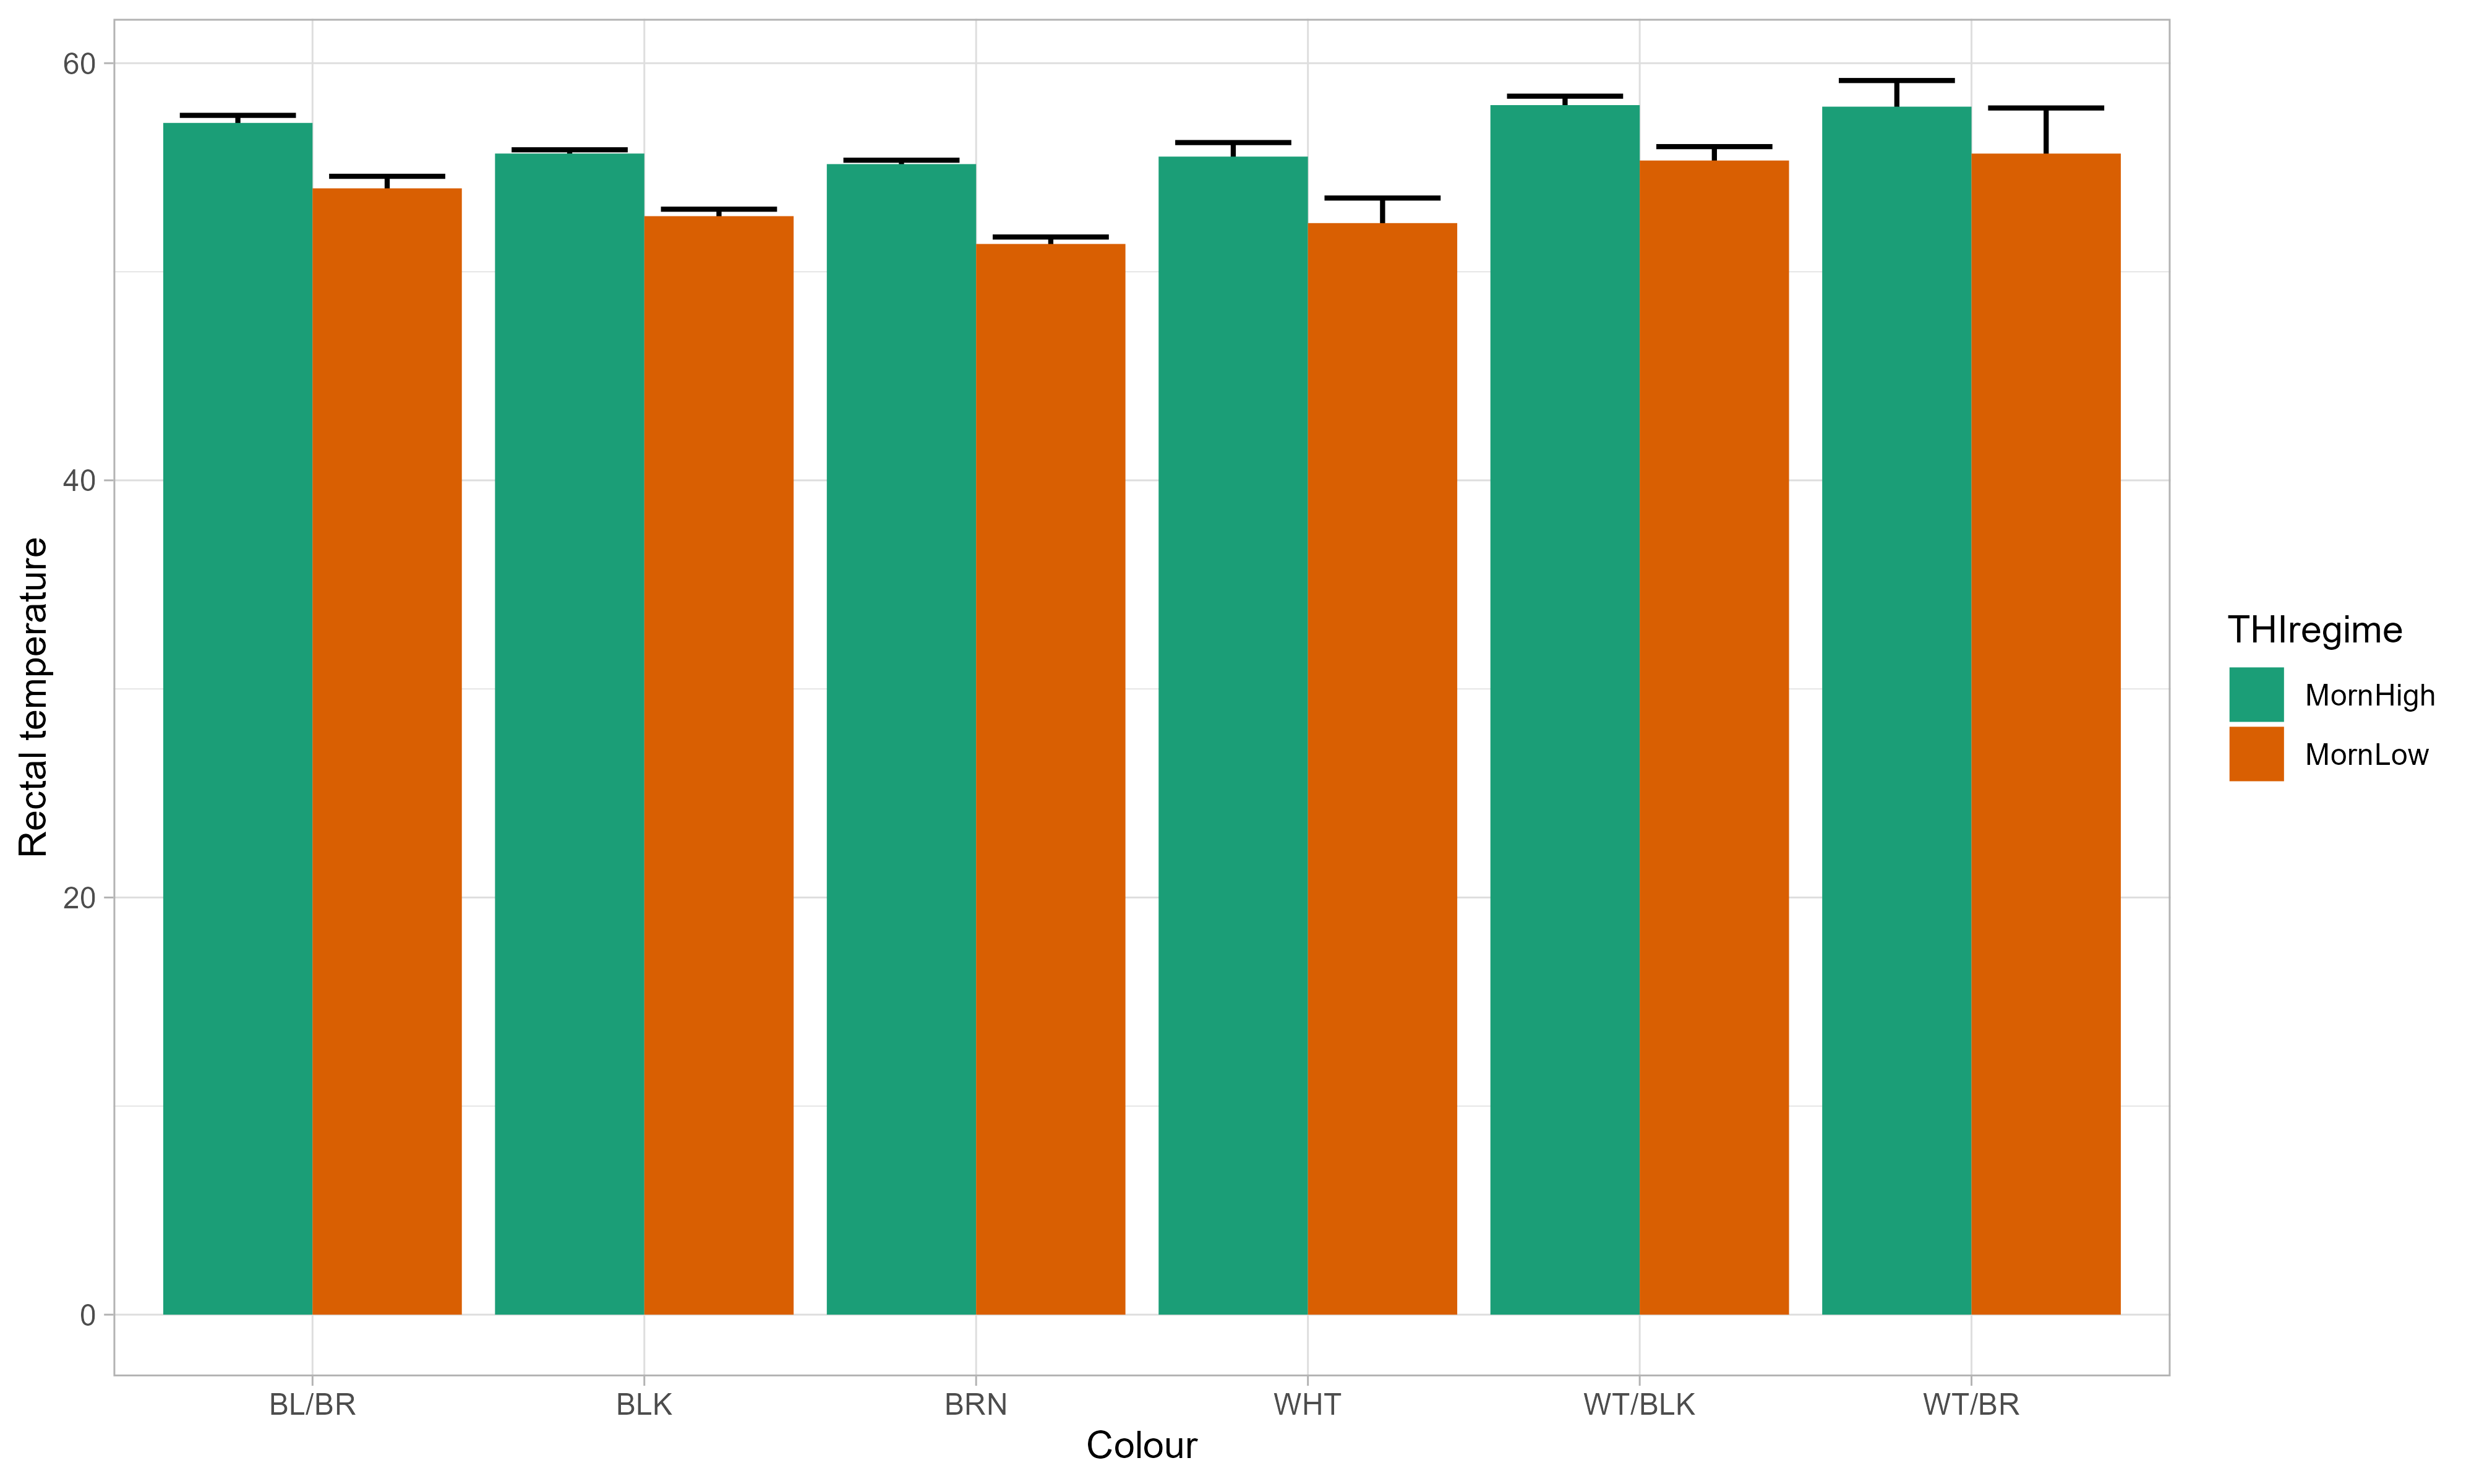 60
40
20
0
Rectal temperature
BL/BR
BLK
BRN
WHT
WT/BLK
WT/BR
Colour
THIregime
MornHigh
MornLow